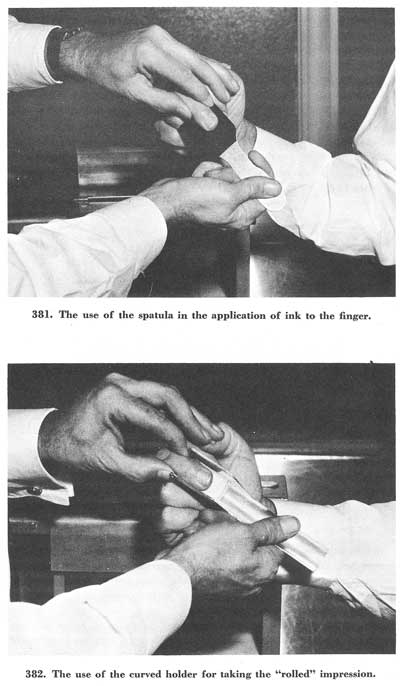 381. The use of the spatula in the application of ink to the finger.
382. The use of the curved holder for taking the "rolled" impression.